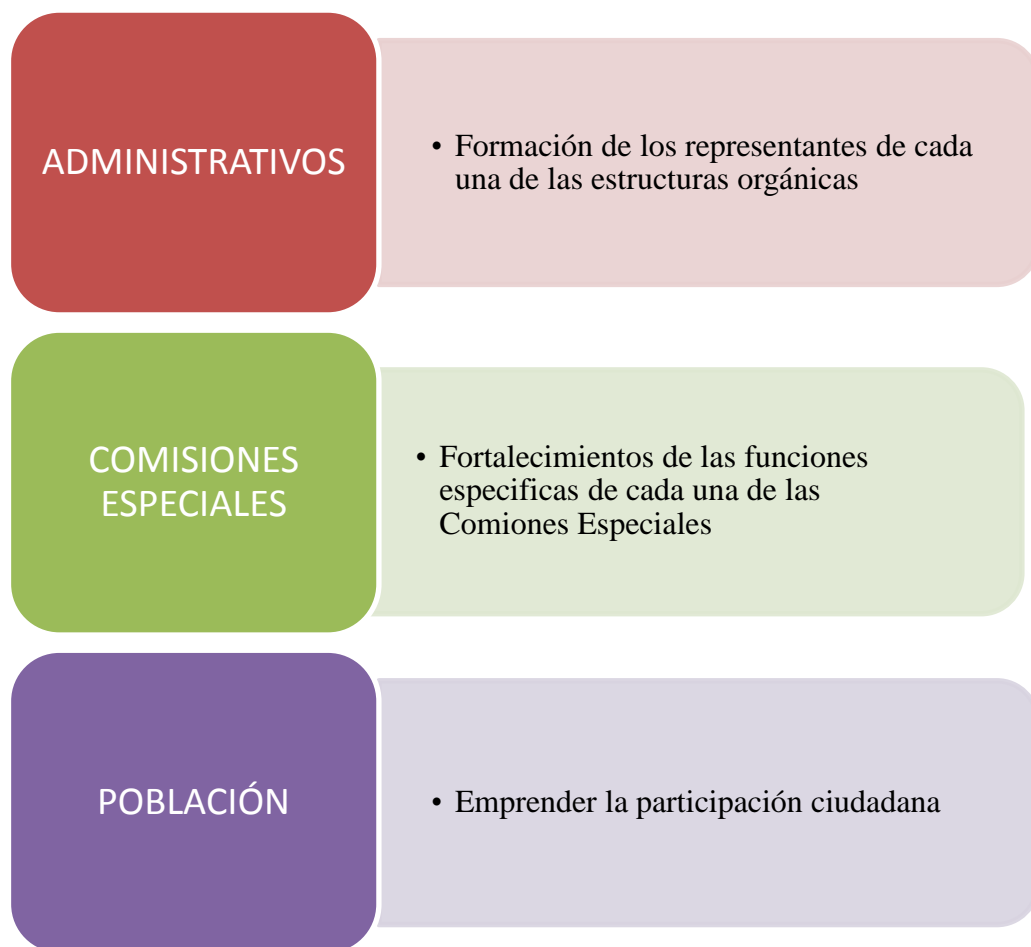 ADMINISTRATIVOS
• Formación de los representantes de cada
una de las estructuras orgánicas
COMISIONES
ESPECIALES
• Fortalecimientos de las funciones
especificas de cada una de las
Comiones Especiales
POBLACIÓN
• Emprender la participación ciudadana